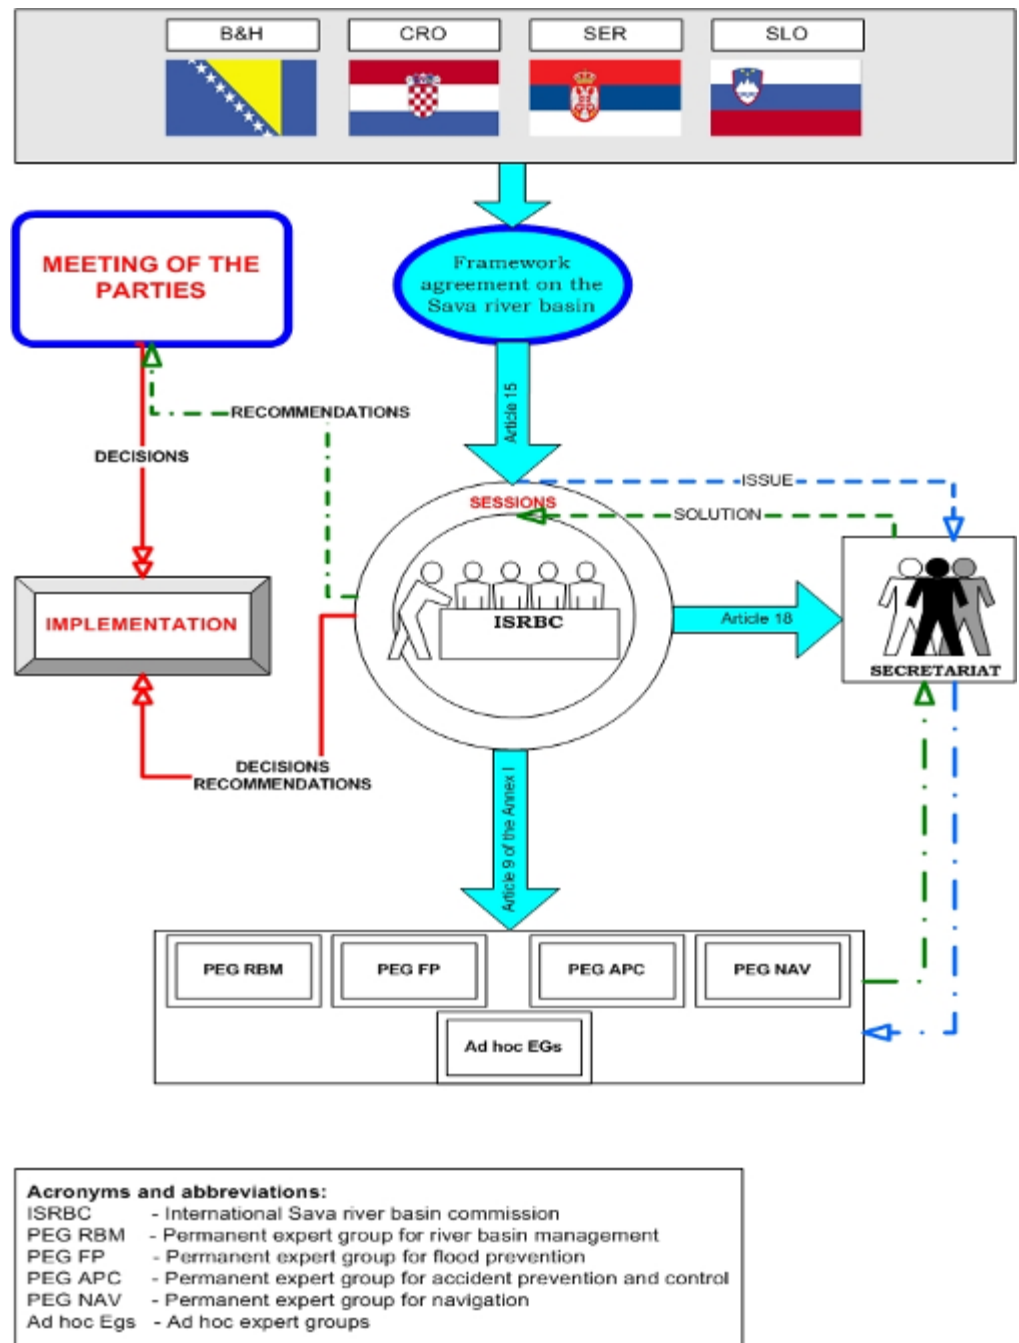 B&H
CRO
SER
SLO
MEETING OF THE
PARTIES
Framework
agreement on the
Sava river basin
Article 15
RECOMMENDATIONS
DECISIONS
ISSUE
SESSIONS
SOLUTION
ISRBC
IMPLEMENTATION
Article 18
SECRETARIAT
DECISIONS
RECOMMENDATIONS
Article 9 of the Annex I
PEG RBM
PEG FP
PEG APC
PEG NAV
Ad hoc EGs
Acronyms and abbreviations:
ISRBC - International Sava river basin commission
PEG RBM - Permanent expert group for river basin management
PEG FP - Permanent expert group for flood prevention
PEG APC - Permanent expert group for accident prevention and control
PEG NAV - Permanent expert group for navigation
Ad hoc Egs - Ad hoc expert groups